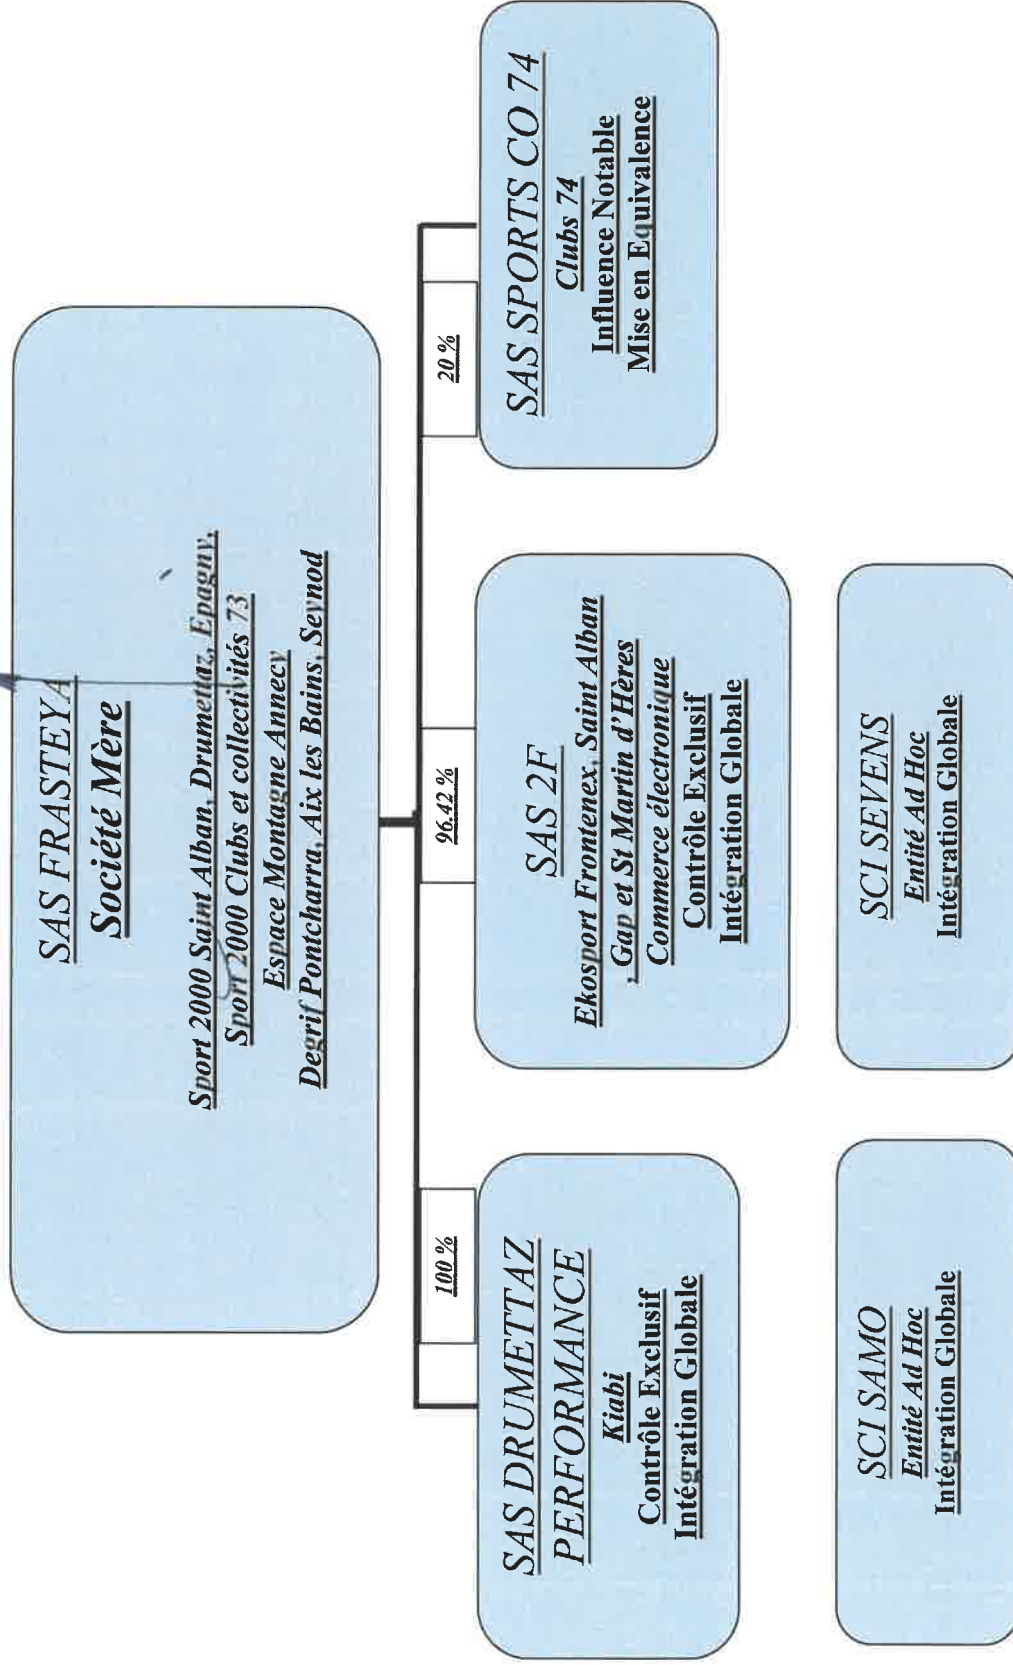 SAS FRASTEYA
Société Mère
Sport 2000 Saint Alban, Drumettaz, Epagny,
Sport 2000 Clubs et collectivités 73
Espace Montagne Annecy
Degrif Pontcharra, Aix les Bains, Seynod
100 %
96.42 %
20 %
SAS DRUMETTAZ
PERFORMANCE
Kiabi
Contrôle Exclusif
Intégration Globale
SAS 2F
Ekosport Frontenex, Saint Alban
, Gap et St Martin d'Hères
Commerce électronique
Contrôle Exclusif
Intégration Globale
SAS SPORTS CO 74
Clubs 74
Influence Notable
Mise en Equivalence
SCI SAMO
Entité Ad Hoc
Intégration Globale
SCI SEVENS
Entité Ad Hoc
Intégration Globale